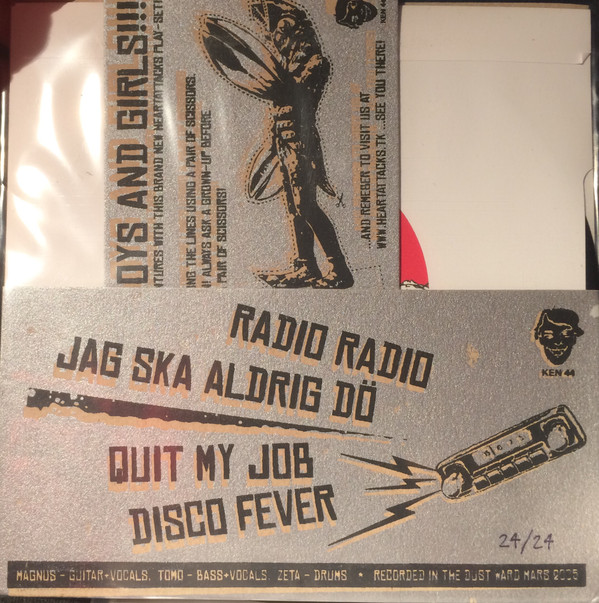 OYS AND GIRLS!!!
TURES WITH THIS BRAND NEW HEARTATTACKS PLAY-SET!
NG THE LINES USING A PAIR OF SCISSORS.
! ALWAYS ASK A GROWN-UP BEFORE
PAIR OF SCISSORS!
...AND REMEBER TO VISIT US AT
WWW.HEARTATTACKS.TK ...SEE YOU THERE!
KEN 44
RADIO RADIO
JAG SKA ALDRIG DÖ
QUIT MY JOB
DISCO FEVER
KEN 44
24/24
MAGNUS - GUITAR+VOCALS, TOMO - BASS+VOCALS, ZETA - DRUMS * RECORDED IN THE DUST WARD MARS 2005